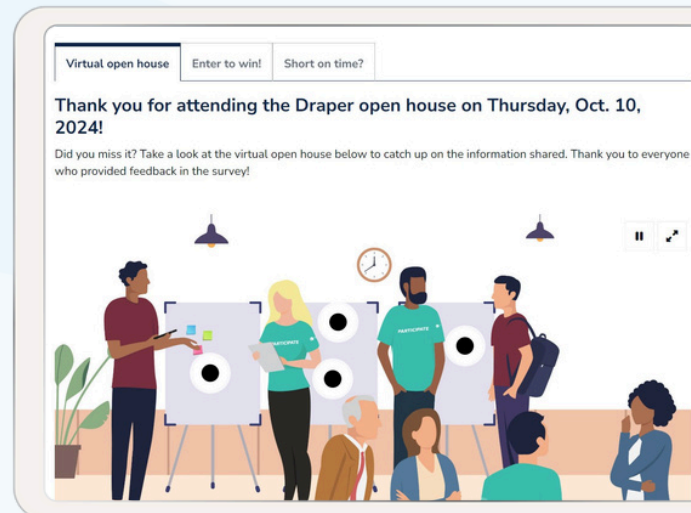 Virtual open house
Enter to win!
Short on time?
Thank you for attending the Draper open house on Thursday, Oct. 10,
2024!
Did you miss it? Take a look at the virtual open house below to catch up on the information shared. Thank you to everyone
who provided feedback in the survey!
PARTICIPATE
PARTICIPATE